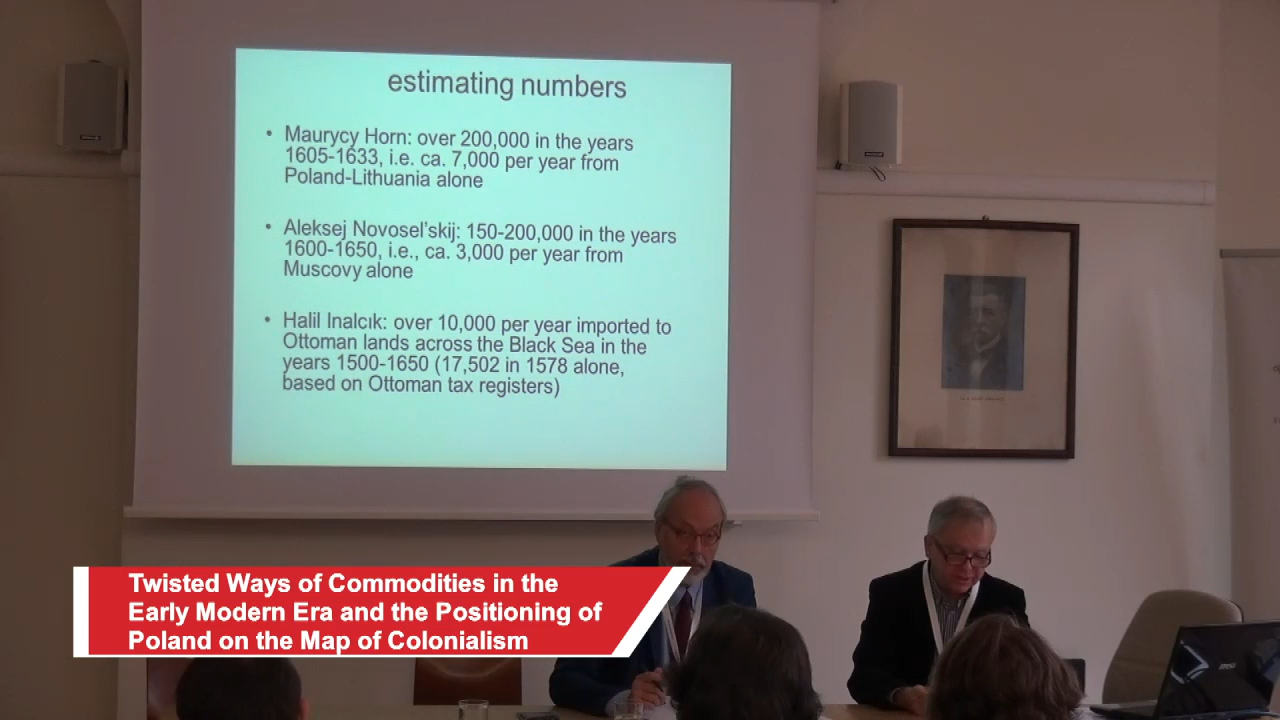 estimating numbers
• Maurycy Horn: over 200,000 in the years
1605-1633, i.e. ca. 7,000 per year from
Poland-Lithuania alone
• Aleksej Novosel'skij: 150-200,000 in the years
1600-1650, i.e., ca. 3,000 per year from
Muscovy alone
• Halil Inalcık: over 10,000 per year imported to
Ottoman lands across the Black Sea in the
years 1500-1650 (17,502 in 1578 alone,
based on Ottoman tax registers)
Twisted Ways of Commodities in the
Early Modern Era and the Positioning of
Poland on the Map of Colonialism
msi